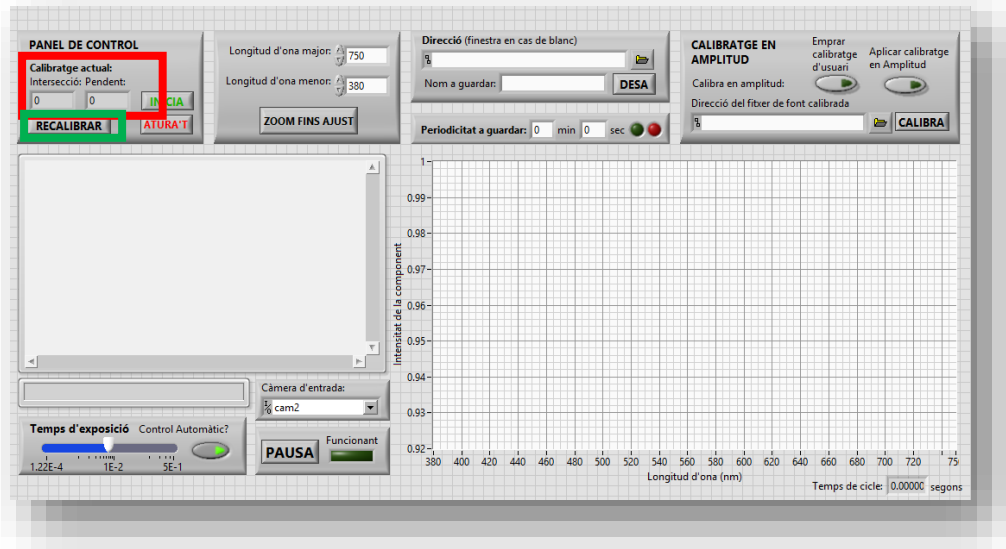 PANEL DE CONTROL
Calibratge actual:
Intersecció: Pendent:
0 0
INICIA
RECALIBRAR
ATURA'T
Longitud d'ona major: 750
Longitud d'ona menor: 380
ZOOM FINS AJUST
Direcció (finestra en cas de blanc)
Nom a guardar:
DESA
Periodicitat a guardar: 0 min 0 sec
CALIBRATGE EN
AMPLITUD
Emprar
calibratge
d'usuari
Aplicar calibratge
en Amplitud
Calibra en amplitud:
Direcció del fitxer de font calibrada
CALIBRA
Càmera d'entrada:
cam2
Temps d'exposició Control Automàtic?
1.22E-4 1E-2 5E-1
PAUSA
Funcionant
Intensitat de la component
1
0.99
0.98
0.97
0.96
0.95
0.94
0.93
0.92
380 400 420 440 460 480 500 520 540 560 580 600 620 640 660 680 700 720 75
Longitud d'ona (nm)
Temps de cicle: 0.00000 segons